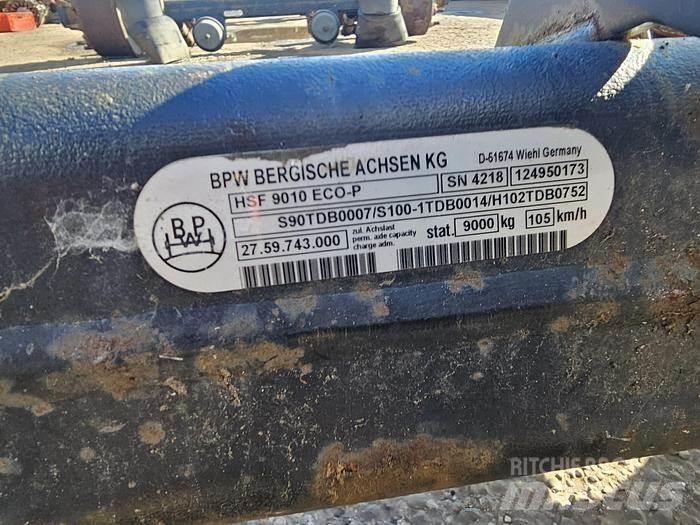 BPW BERGISCHE ACHSEN KG D-51674 Wiehl Germany
HSF 9010 ECO-P SN 4218 124950173
S90TDB0007/S100-1TDB0014/H102TDB0752
27.59.743.000 zul. Achslast perm. axle capacity charge adm. stat. 9000 kg 105 km/h
BPW
RITCHIE BROS
MASCUS